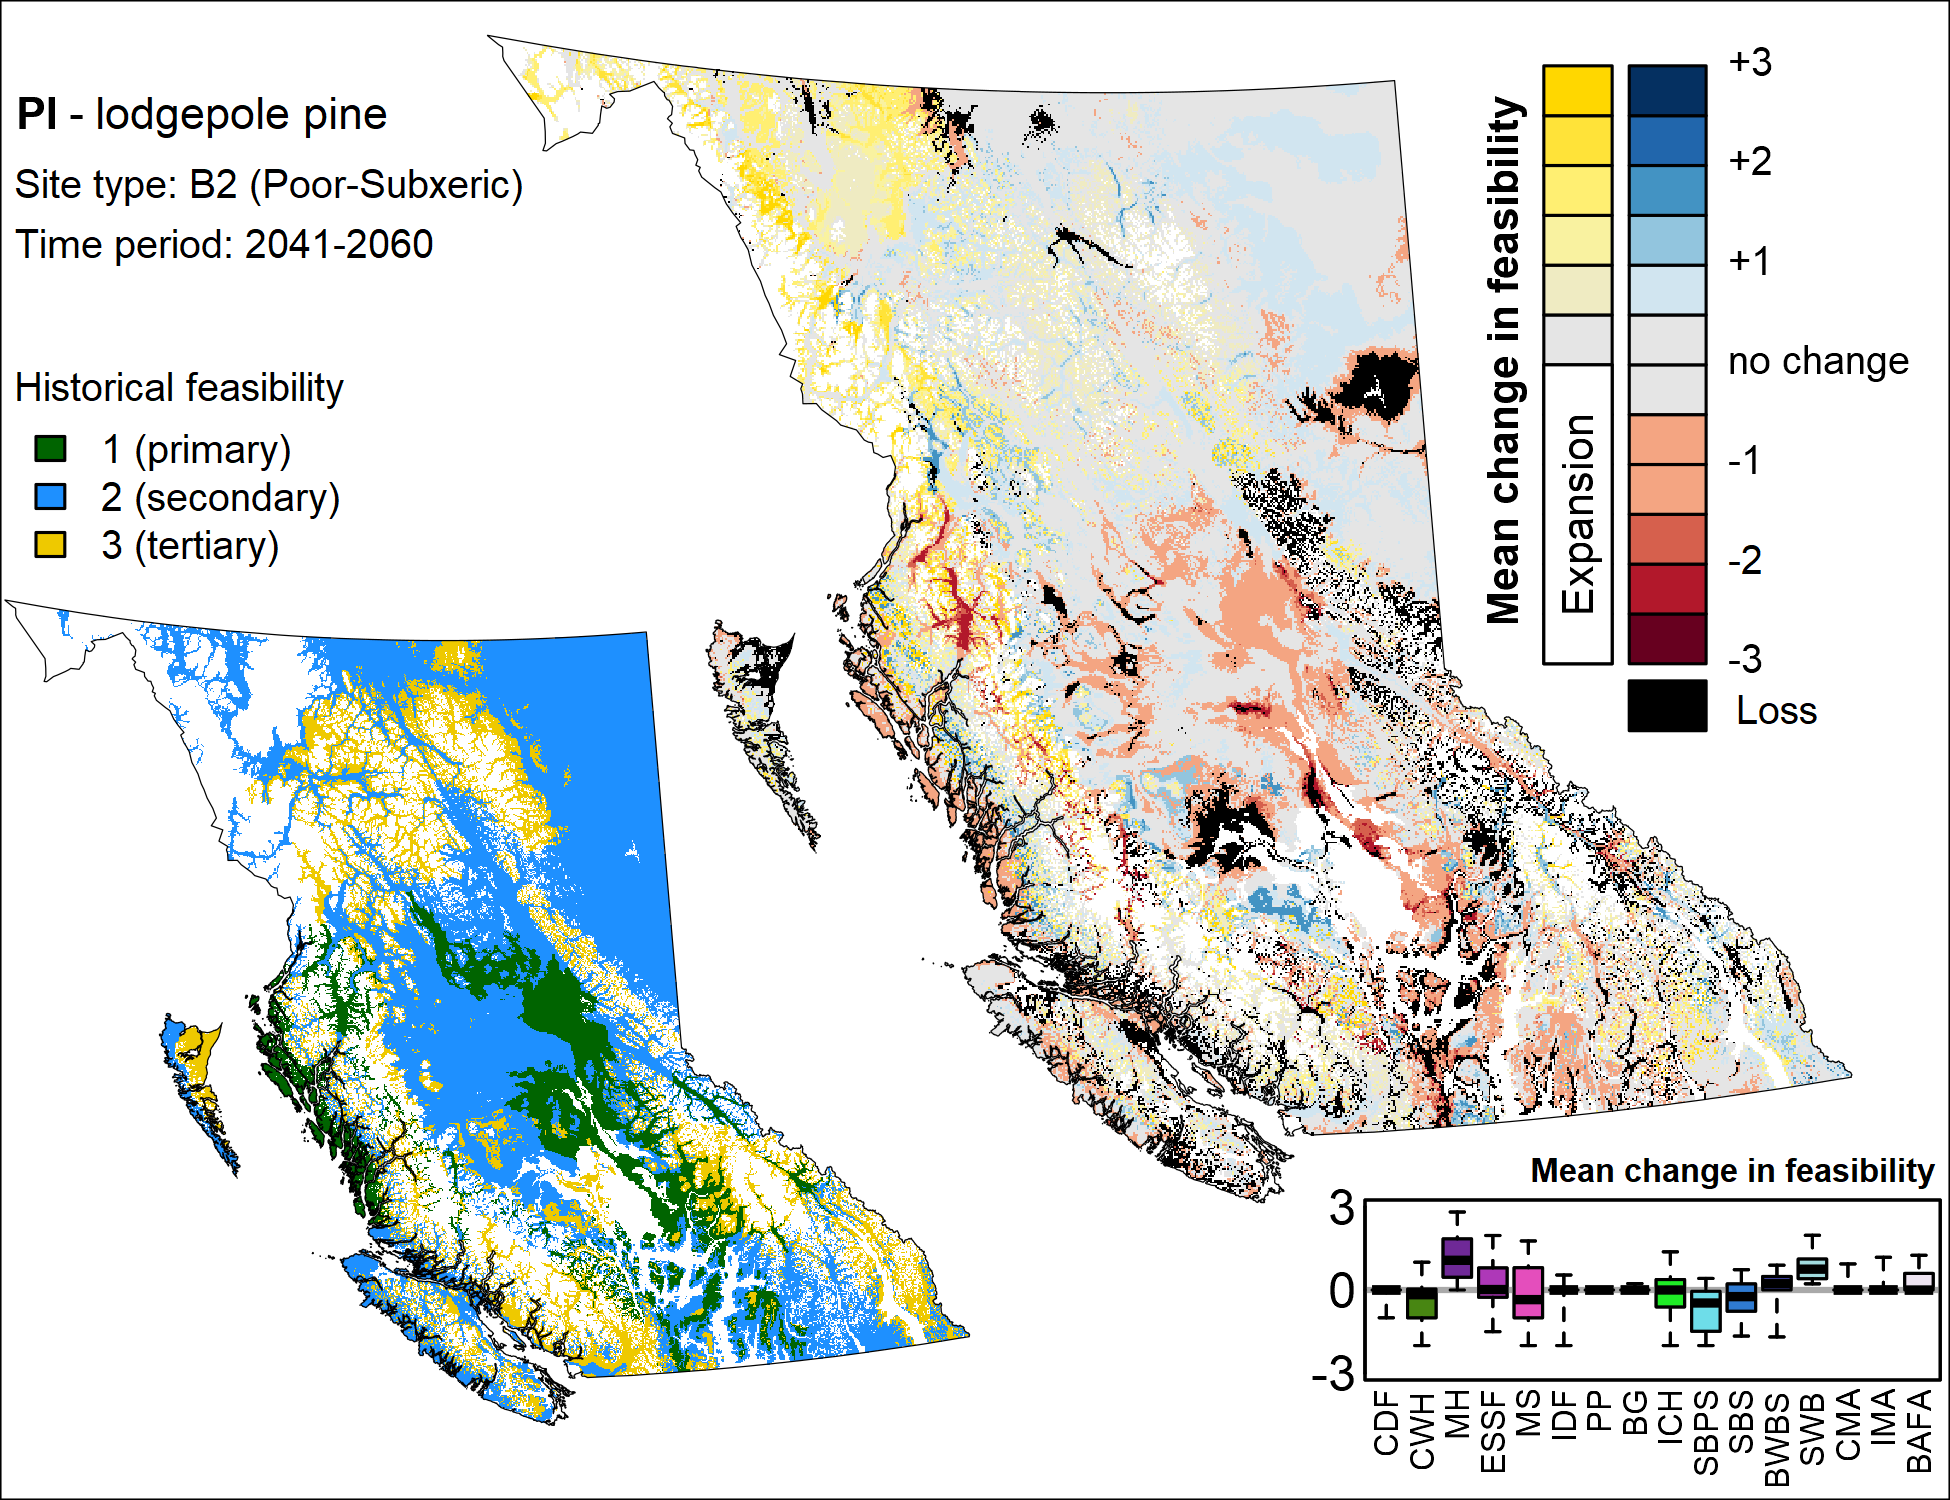 Pl - lodgepole pine
Site type: B2 (Poor-Subxeric)
Time period: 2041-2060
Historical feasibility
1 (primary)
2 (secondary)
3 (tertiary)
Mean change in feasibility
Expansion
+3
+2
+1
no change
-1
-2
-3
Loss
Mean change in feasibility
3
0
-3
CDF
CWH
MH
ESSF
MS
IDF
PP
BG
ICH
SBPS
SBS
BWBS
SWB
CMA
IMA
BAFA